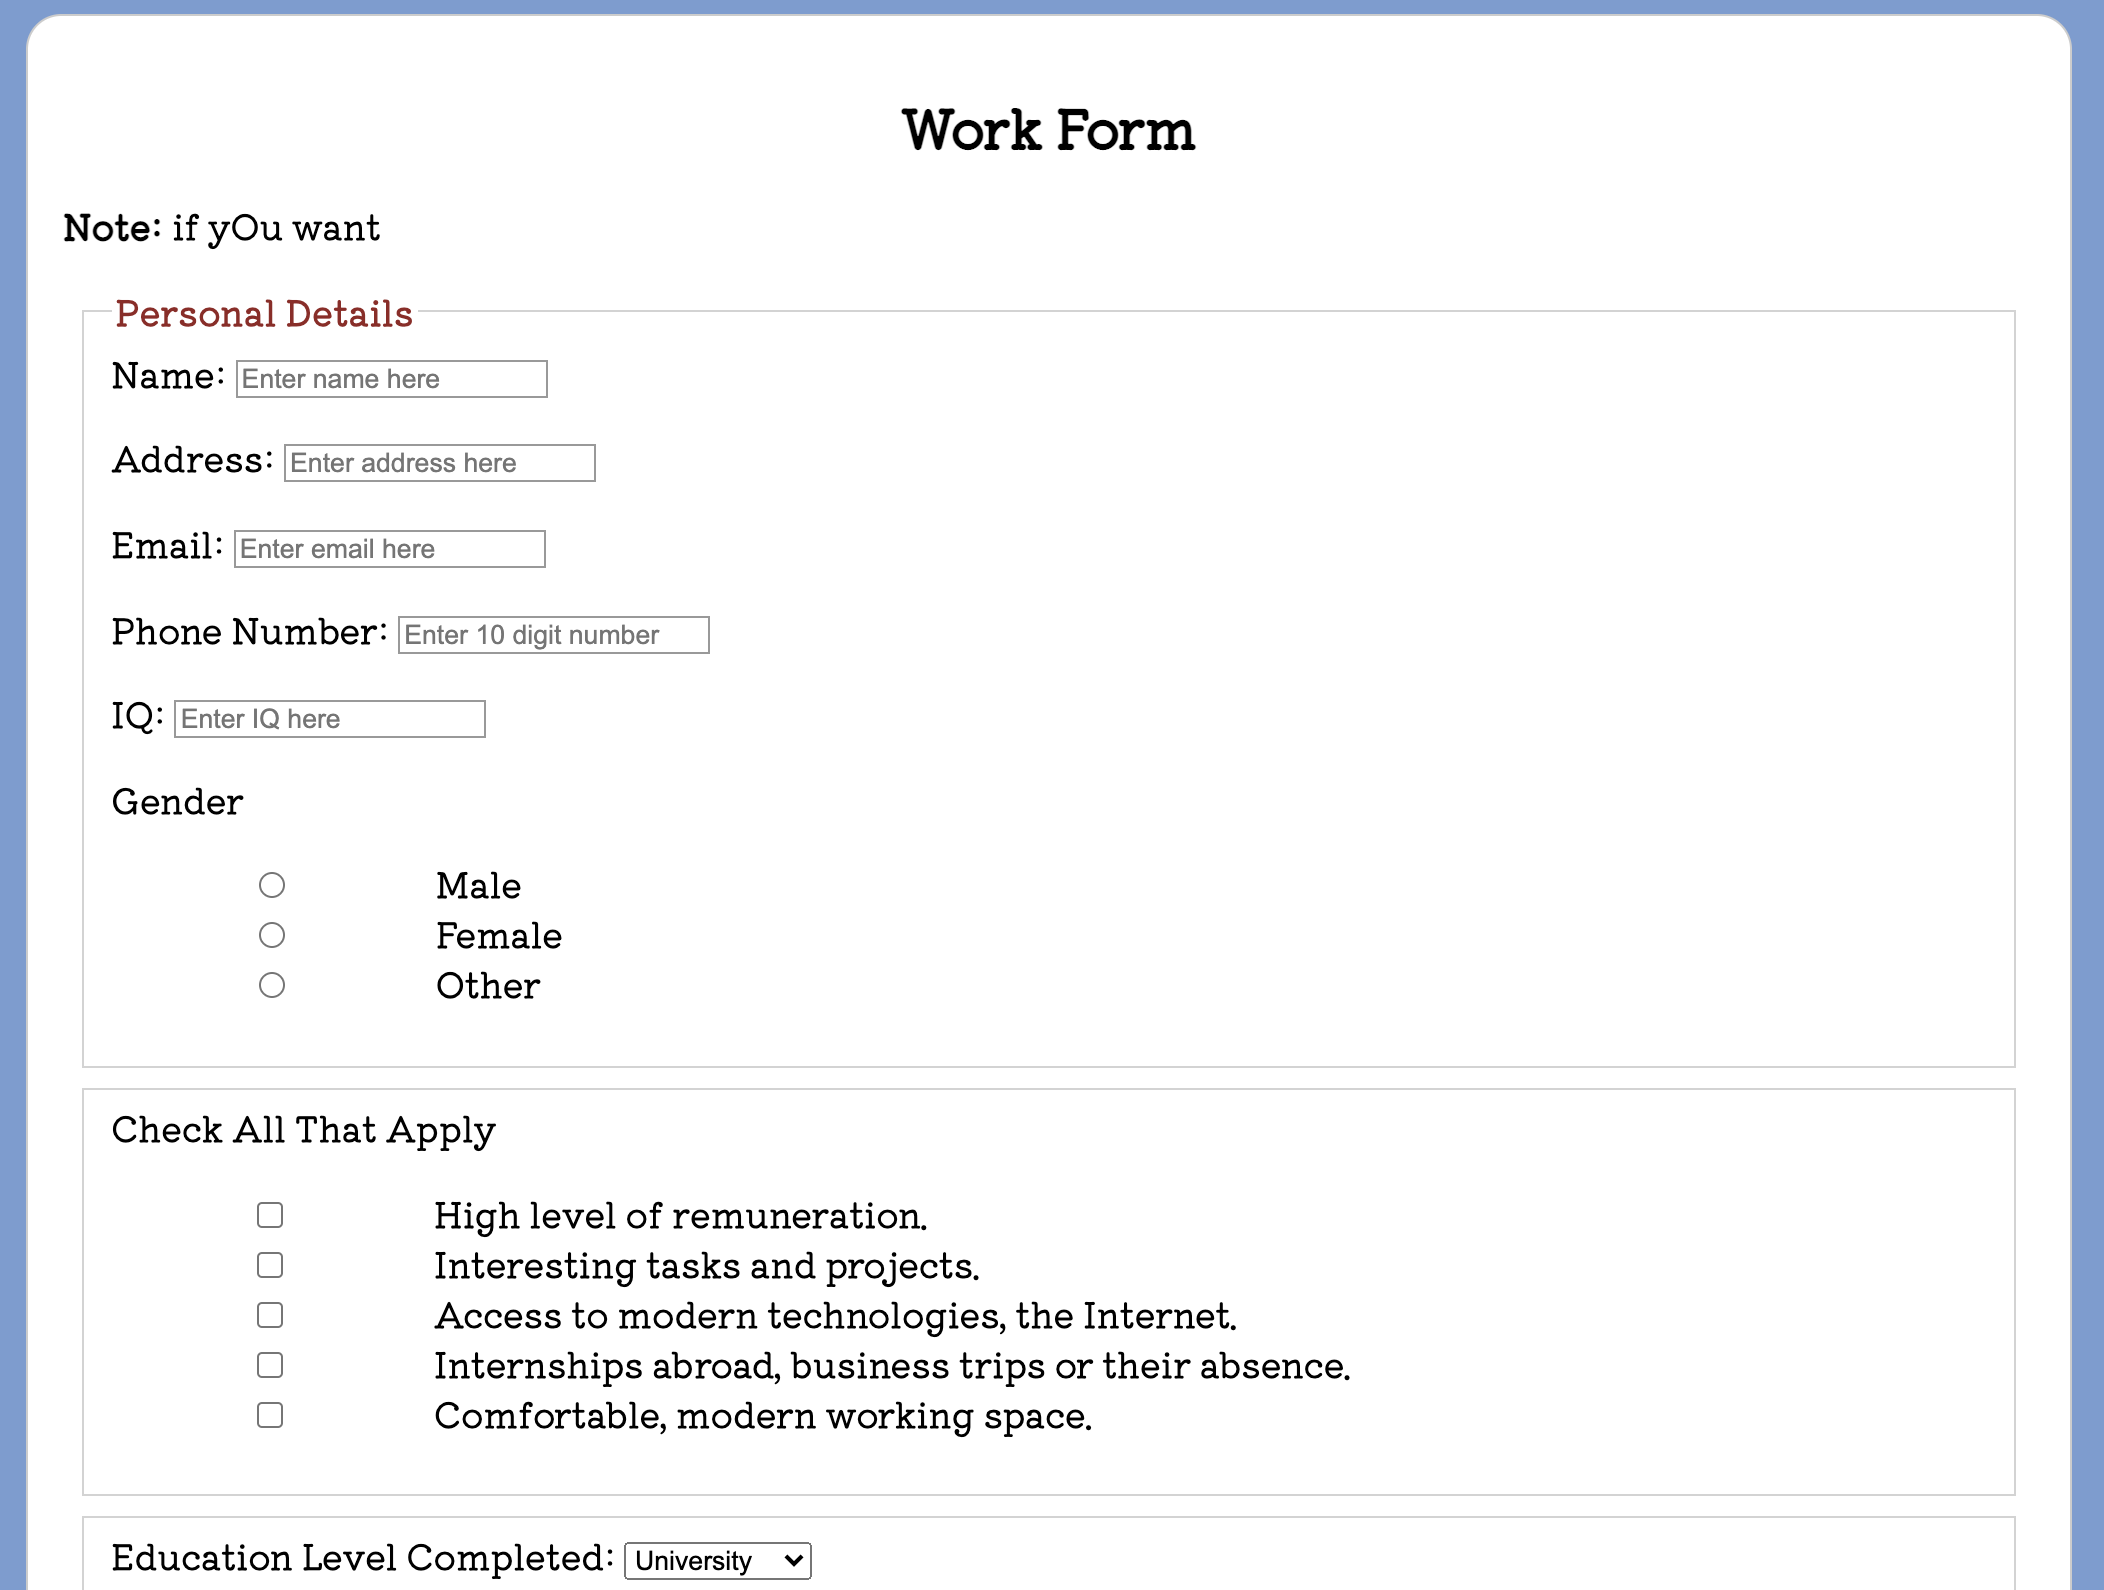 Work Form
Note: if yOu want
Personal Details
Name: Enter name here
Address: Enter address here
Email: Enter email here
Phone Number: Enter 10 digit number
IQ: Enter IQ here
Gender
Male
Female
Other
Check All That Apply
High level of remuneration.
Interesting tasks and projects.
Access to modern technologies, the Internet.
Internships abroad, business trips or their absence.
Comfortable, modern working space.
Education Level Completed: University